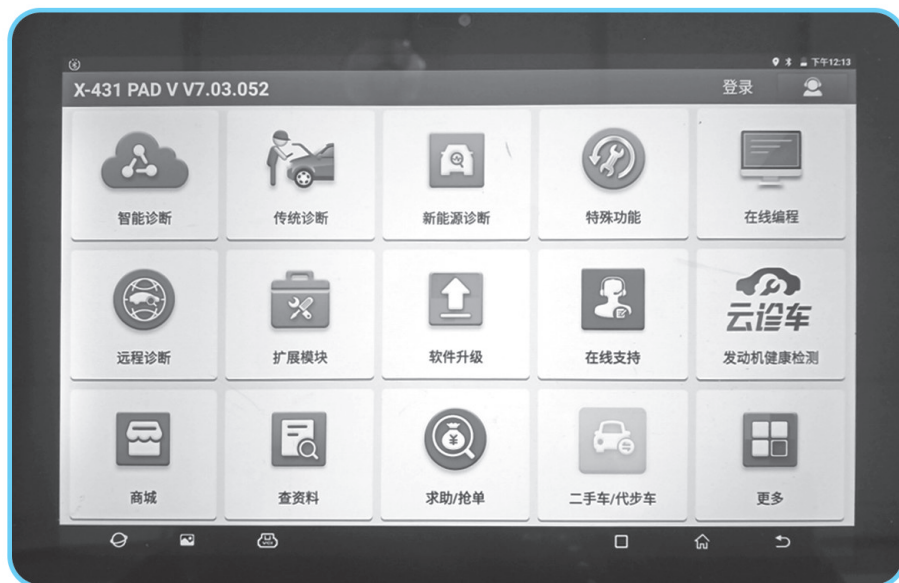 下午12:13
X-431 PAD V V7.03.052
登录
智能诊断
传统诊断
新能源诊断
特殊功能
在线编程
远程诊断
扩展模块
软件升级
在线支持
云诊车
发动机健康检测
商城
查资料
求助/抢单
二手车/代步车
更多